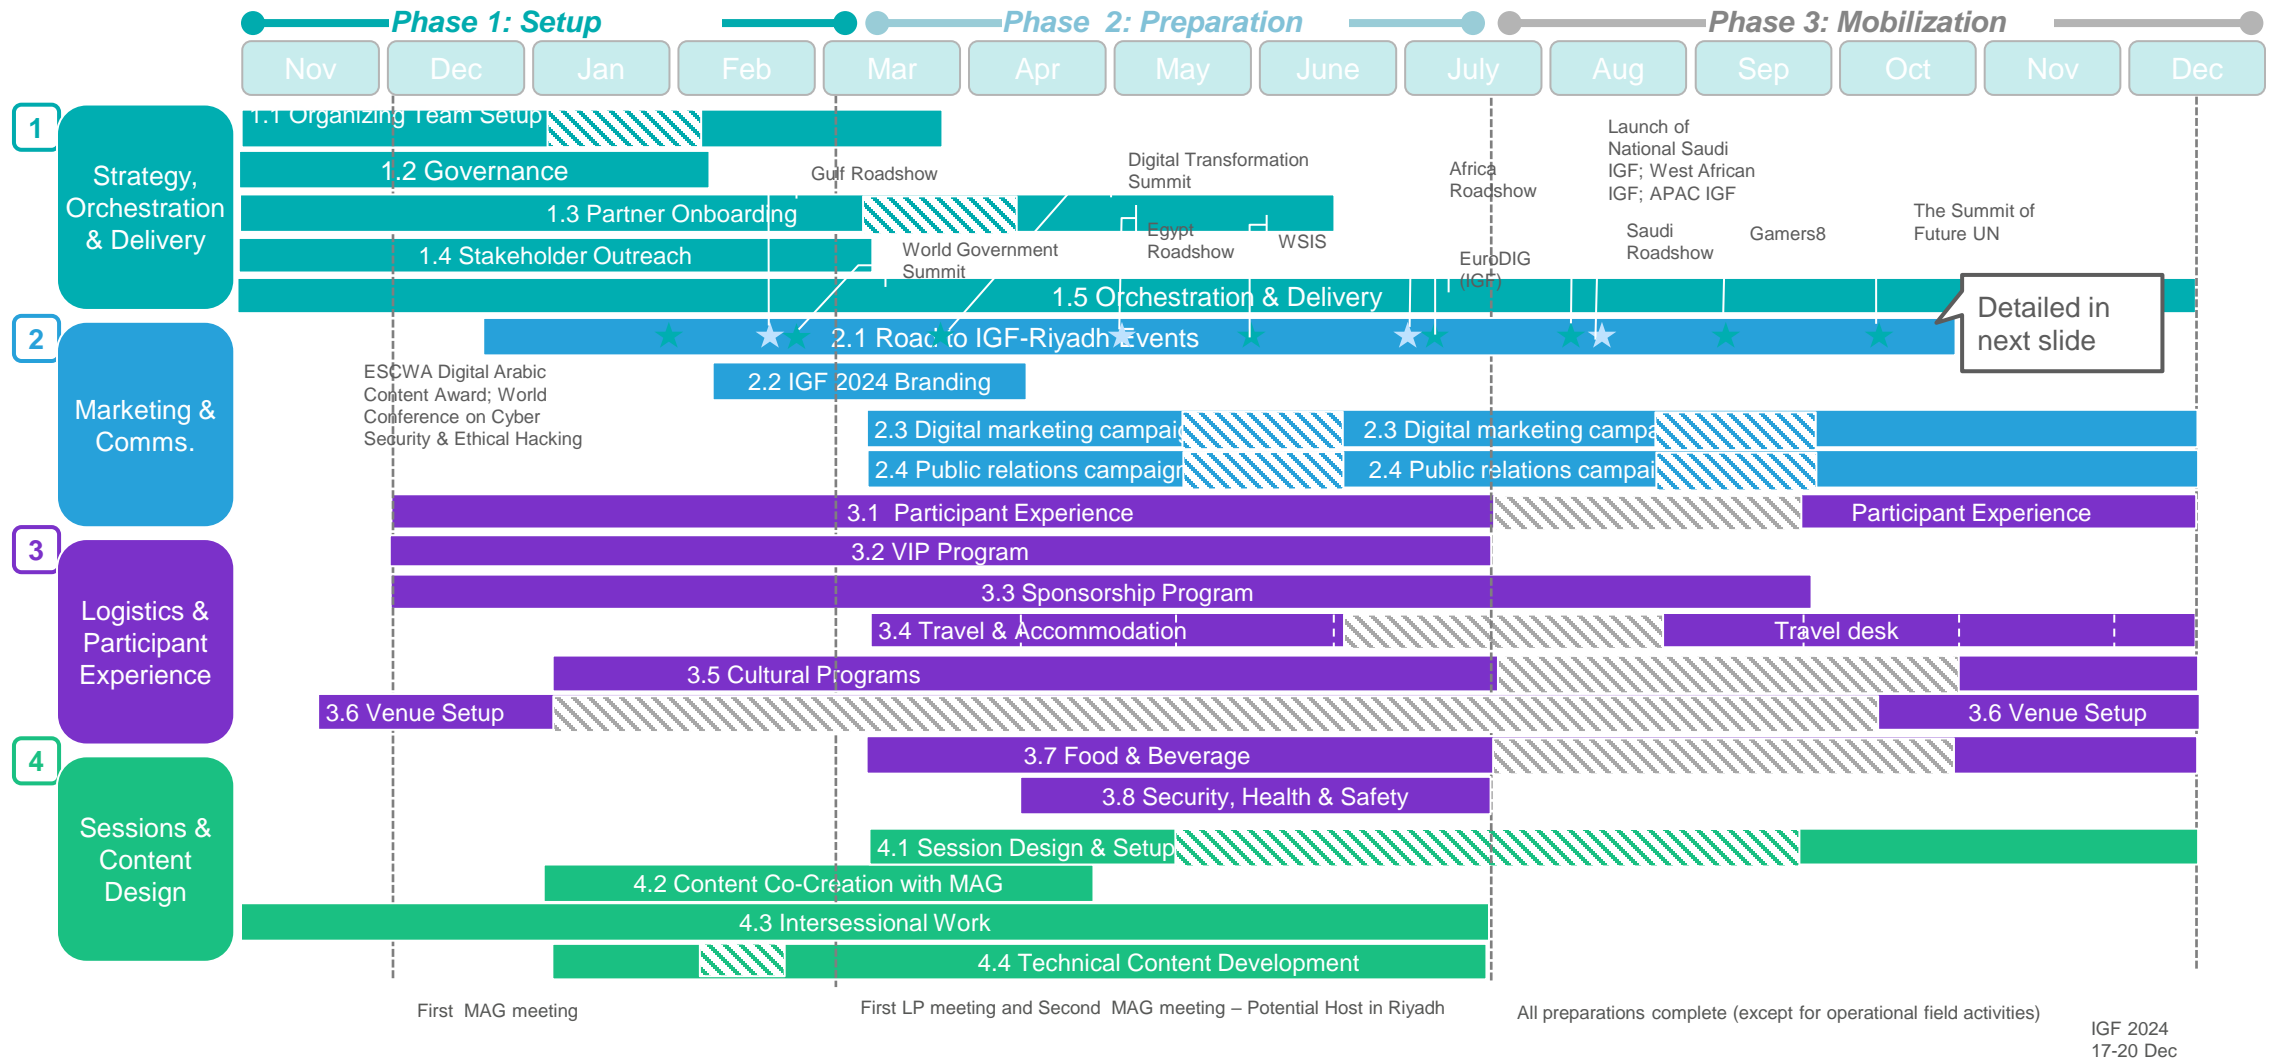 Phase 1: Setup
Phase 2: Preparation
Phase 3: Mobilization
Nov
Dec
Jan
Feb
Mar
Apr
May
June
July
Aug
Sep
Oct
Nov
Dec
1
Strategy,
Orchestration
& Delivery
1.1 Organizing Team Setup
1.2 Governance
1.3 Partner Onboarding
1.4 Stakeholder Outreach
1.5 Orchestration & Delivery
Gulf Roadshow
World Government
Summit
Digital Transformation
Summit
Egypt
Roadshow
WSIS
Africa
Roadshow
EuroDIG
(IGF)
Launch of
National Saudi
IGF; West African
IGF; APAC IGF
Saudi
Roadshow
Gamers8
The Summit of
Future UN
Detailed in
next slide
2
Marketing &
Comms.
2.1 Road to IGF-Riyadh Events
ESCWA Digital Arabic
Content Award; World
Conference on Cyber
Security & Ethical Hacking
2.2 IGF 2024 Branding
2.3 Digital marketing campaig
2.3 Digital marketing campa
2.4 Public relations campaign
2.4 Public relations campai
3
Logistics &
Participant
Experience
3.1 Participant Experience
Participant Experience
3.2 VIP Program
3.3 Sponsorship Program
3.4 Travel & Accommodation
Travel desk
3.5 Cultural Programs
3.6 Venue Setup
3.6 Venue Setup
3.7 Food & Beverage
3.8 Security, Health & Safety
4
Sessions &
Content
Design
4.1 Session Design & Setup
4.2 Content Co-Creation with MAG
4.3 Intersessional Work
4.4 Technical Content Development
First MAG meeting
First LP meeting and Second MAG meeting – Potential Host in Riyadh
All preparations complete (except for operational field activities)
IGF 2024
17-20 Dec